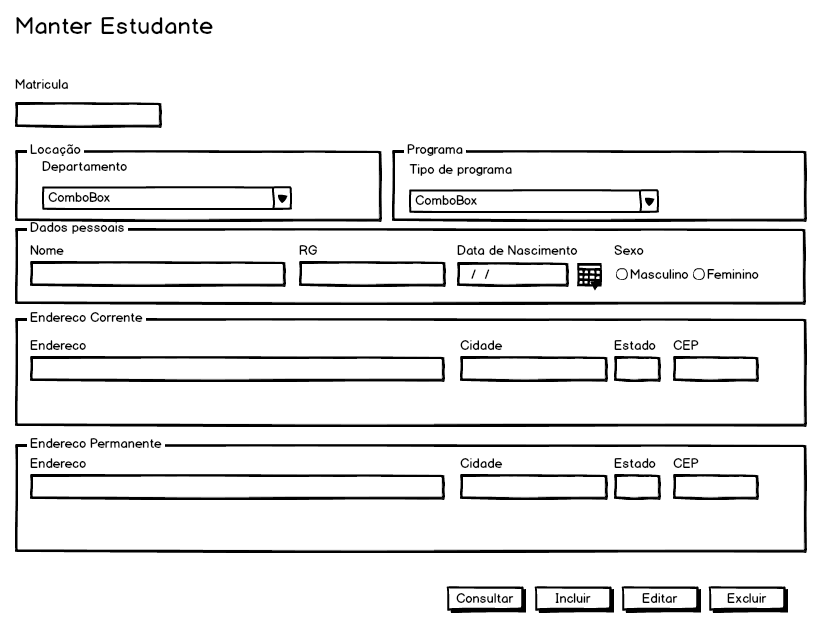 Manter Estudante
Matricula
Locação
Programa
Departamento
Tipo de programa
ComboBox
ComboBox
Dados pessoais
Nome RG Data de Nascimento Sexo
/ / Masculino Feminino
Endereco Corrente
Endereco Cidade Estado CEP
Endereco Permanente
Endereco Cidade Estado CEP
Consultar Incluir Editar Excluir